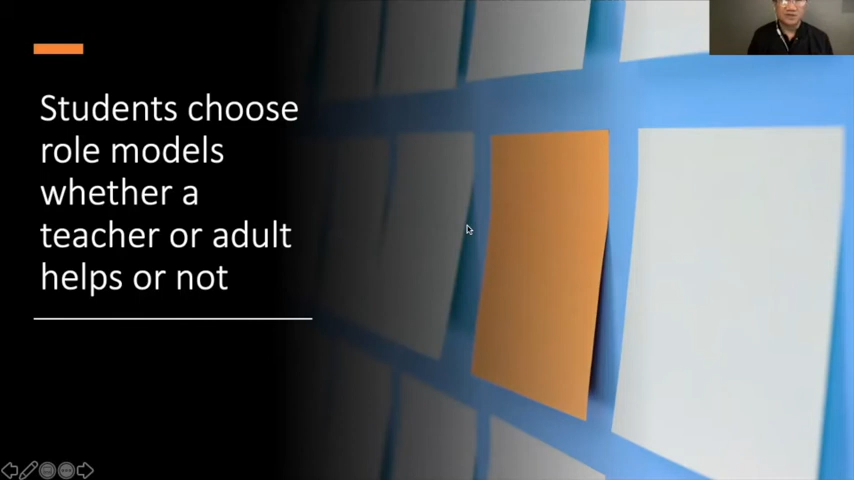 Students choose
role models
whether a
teacher or adult
helps or not